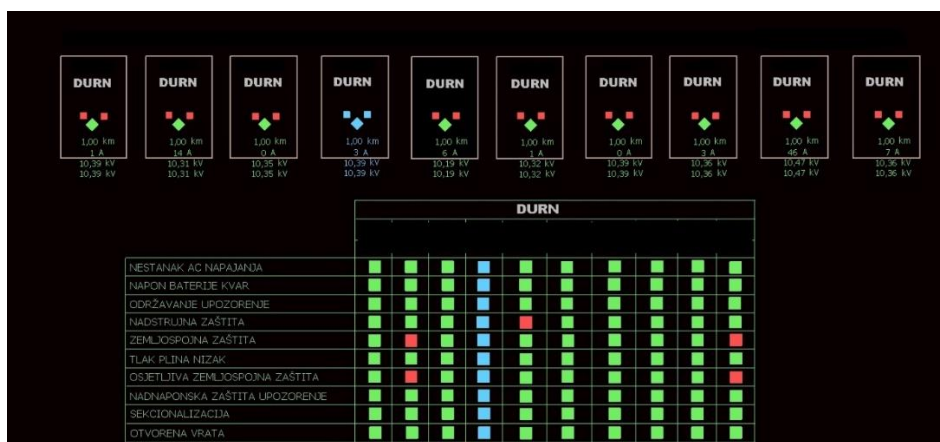 DURN DURN DURN DURN DURN DURN DURN DURN DURN DURN
1,00 km 1,00 km 1,00 km 1,00 km 1,00 km 1,00 km 1,00 km 1,00 km 1,00 km 1,00 km
1 A 14 A 0 A 3 A 6 A 1 A 0 A 3 A 46 A 7 A
10,39 kV 10,31 kV 10,35 kV 10,39 kV 10,19 kV 10,32 kV 10,39 kV 10,36 kV 10,47 kV 10,36 kV
10,39 kV 10,31 kV 10,35 kV 10,39 kV 10,19 kV 10,32 kV 10,39 kV 10,36 kV 10,47 kV 10,36 kV
DURN
NESTANAK AC NAPAJANJA
NAPON BATERIJE KVAR
ODRŽAVANJE UPOZORENJE
NADSTRUJNA ZAŠTITA
ZEMLJOSPOJNA ZAŠTITA
TLAK PLINA NIZAK
OSJETLJIVA ZEMLJOSPOJNA ZAŠTITA
NADNAPONSKA ZAŠTITA UPOZORENJE
SEKCIONALIZACIJA
OTVORENA VRATA